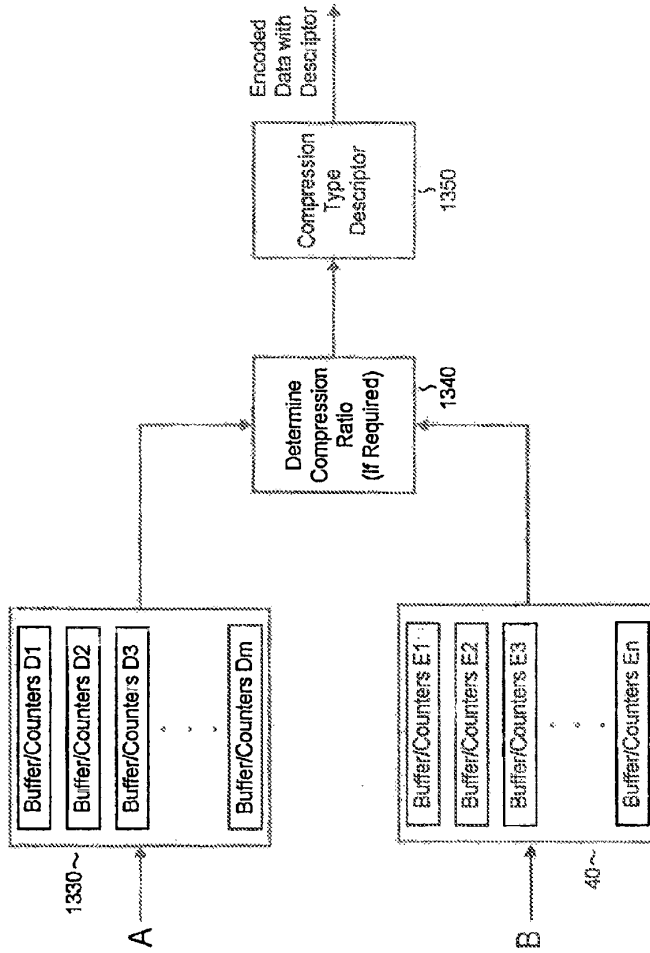 A
1330~
Buffer/Counters D1
Buffer/Counters D2
Buffer/Counters D3
Buffer/Counters Dm
B
40~
Buffer/Counters E1
Buffer/Counters E2
Buffer/Counters E3
Buffer/Counters En
Determine
Compression
Ratio
(If Required)
1340
Compression
Type
Descriptor
1350
Encoded
Data with
Descriptor